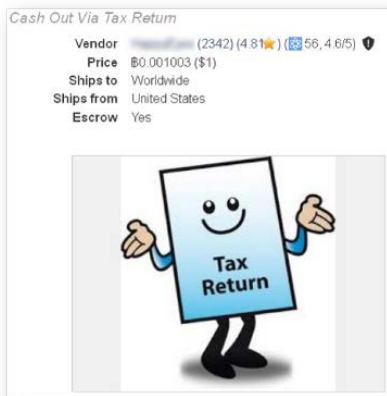 Cash Out Via Tax Return
Vendor (2342) (4.81) (56, 4.6/5)
Price ฿0.001003 ($1)
Ships to Worldwide
Ships from United States
Escrow Yes
Tax
Return